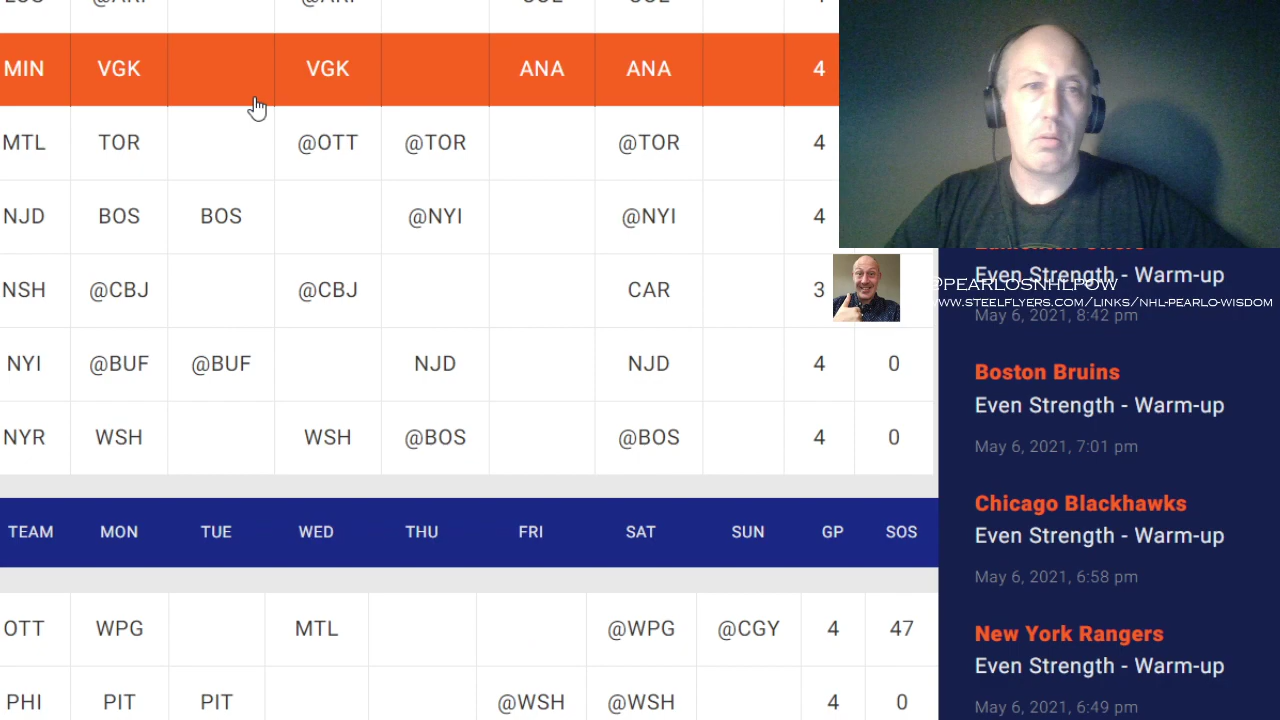 MIN VGK VGK ANA ANA 4
MTL TOR @OTT @TOR @TOR 4
NJD BOS BOS @NYI @NYI 4
NSH @CBJ @CBJ CAR 3
NYI @BUF @BUF NJD NJD 4 0
NYR WSH WSH @BOS @BOS 4 0
TEAM MON TUE WED THU FRI SAT SUN GP SOS
OTT WPG MTL @WPG @CGY 4 47
PHI PIT PIT @WSH @WSH 4 0
Even Strength - Warm-up
@PEARLOSNHLPOW
WWW.STEELFLYERS.COM/LINKS/NHL-PEARLO-WISDOM
May 6, 2021, 8:42 pm
Boston Bruins
Even Strength - Warm-up
May 6, 2021, 7:01 pm
Chicago Blackhawks
Even Strength - Warm-up
May 6, 2021, 6:58 pm
New York Rangers
Even Strength - Warm-up
May 6, 2021, 6:49 pm